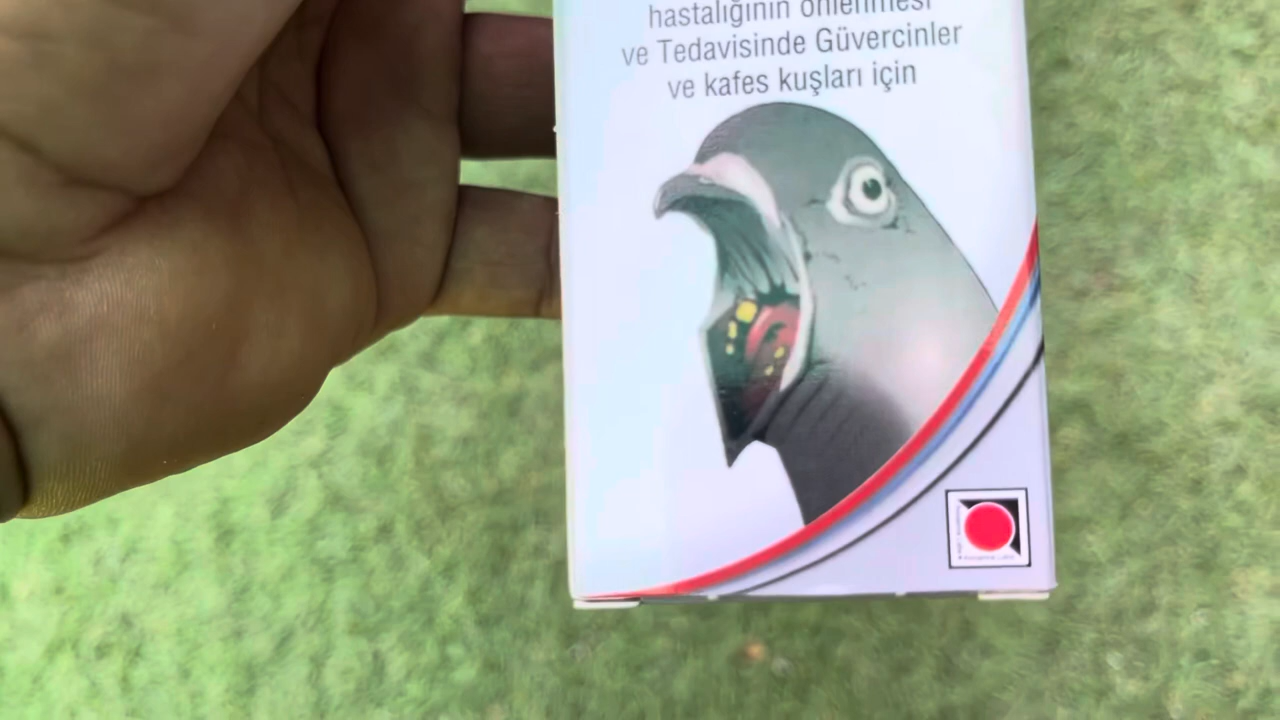 hastalığının önlenmesi
ve Tedavisinde Güvercinler
ve kafes kuşları için